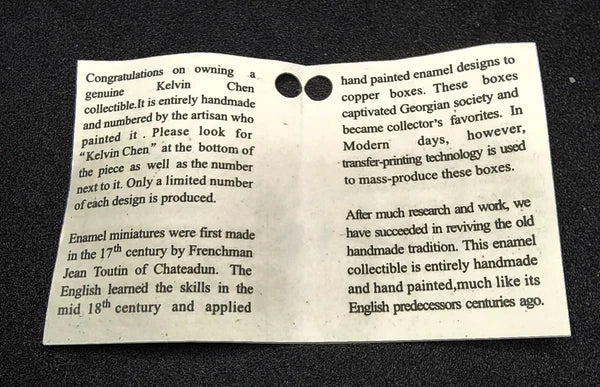 Congratulations on owning a
genuine Kelvin Chen
collectible.It is entirely handmade
and numbered by the artisan who
painted it . Please look for
“Kelvin Chen” at the bottom of
the piece as well as the number
next to it. Only a limited number
of each design is produced.
Enamel miniatures were first made
in the 17th century by Frenchman
Jean Toutin of Chateadun. The
English learned the skills in the
mid 18th century and applied
hand painted enamel designs to
copper boxes. These boxes
captivated Georgian society and
became collector’s favorites. In
Modern days, however,
transfer-printing technology is used
to mass-produce these boxes.
After much research and work, we
have succeeded in reviving the old
handmade tradition. This enamel
collectible is entirely handmade
and hand painted,much like its
English predecessors centuries ago.